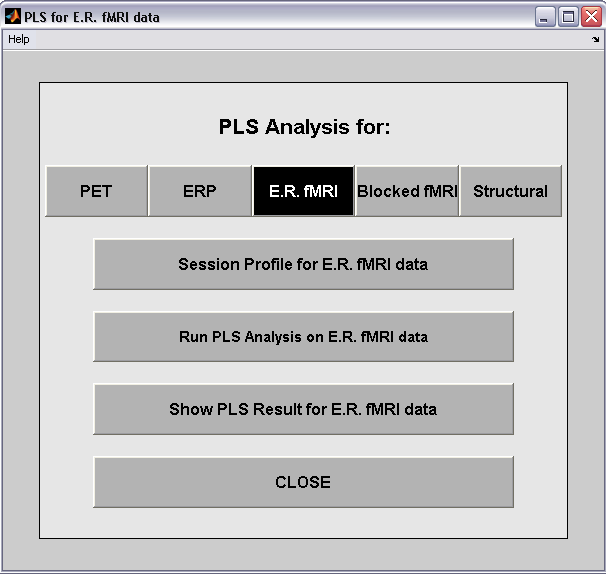 PLS for E.R. fMRI data
Help
PLS Analysis for:
PET ERP E.R. fMRI Blocked fMRI Structural
Session Profile for E.R. fMRI data
Run PLS Analysis on E.R. fMRI data
Show PLS Result for E.R. fMRI data
CLOSE